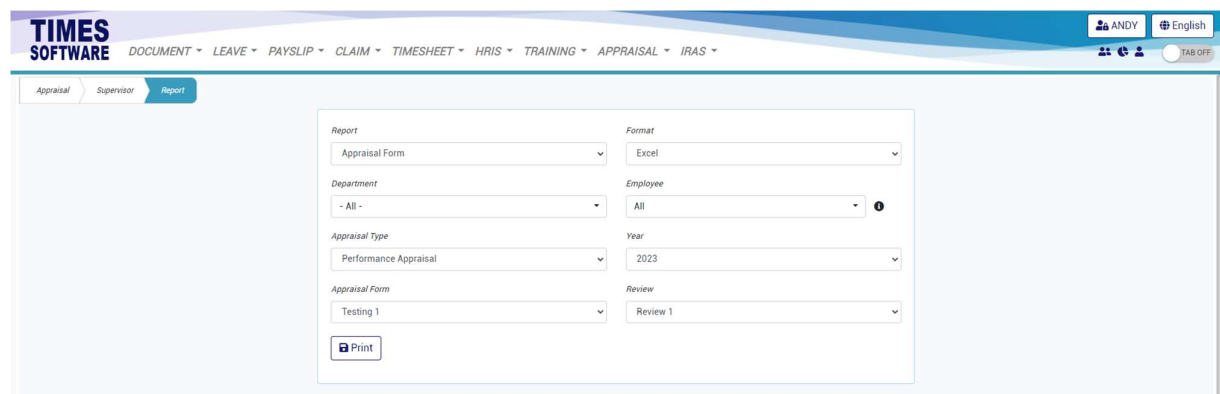 TIMES
SOFTWARE
DOCUMENT LEAVE PAYSLIP CLAIM TIMESHEET HRIS TRAINING APPRAISAL IRAS
ANDY English
TAB OFF
Appraisal Supervisor Report
Report Format
Appraisal Form Excel
Department Employee
- All - All
Appraisal Type Year
Performance Appraisal 2023
Appraisal Form Review
Testing 1 Review 1
Print